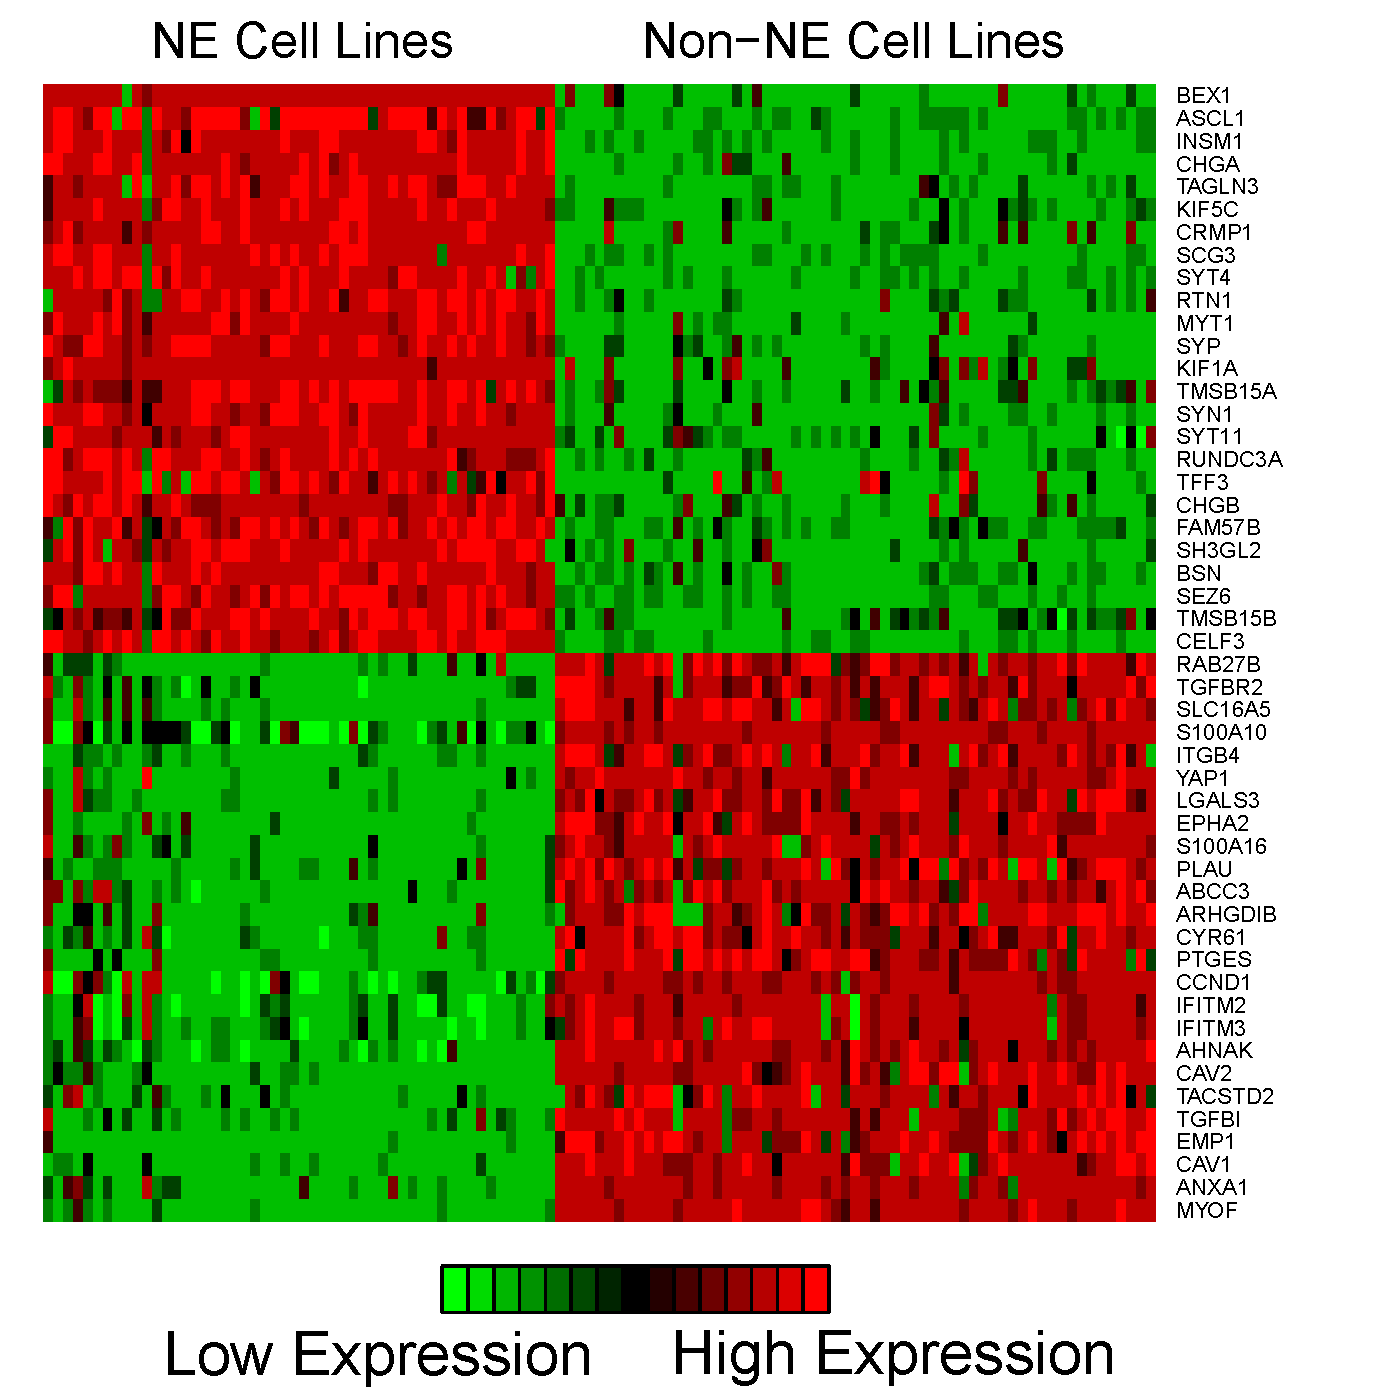 NE Cell Lines
Non−NE Cell Lines
BEX1
ASCL1
INSM1
CHGA
TAGLN3
KIF5C
CRMP1
SCG3
SYT4
RTN1
MYT1
SYP
KIF1A
TMSB15A
SYN1
SYT11
RUNDC3A
TFF3
CHGB
FAM57B
SH3GL2
BSN
SEZ6
TMSB15B
CELF3
RAB27B
TGFBR2
SLC16A5
S100A10
ITGB4
YAP1
LGALS3
EPHA2
S100A16
PLAU
ABCC3
ARHGDIB
CYR61
PTGES
CCND1
IFITM2
IFITM3
AHNAK
CAV2
TACSTD2
TGFBI
EMP1
CAV1
ANXA1
MYOF
Low Expression
High Expression